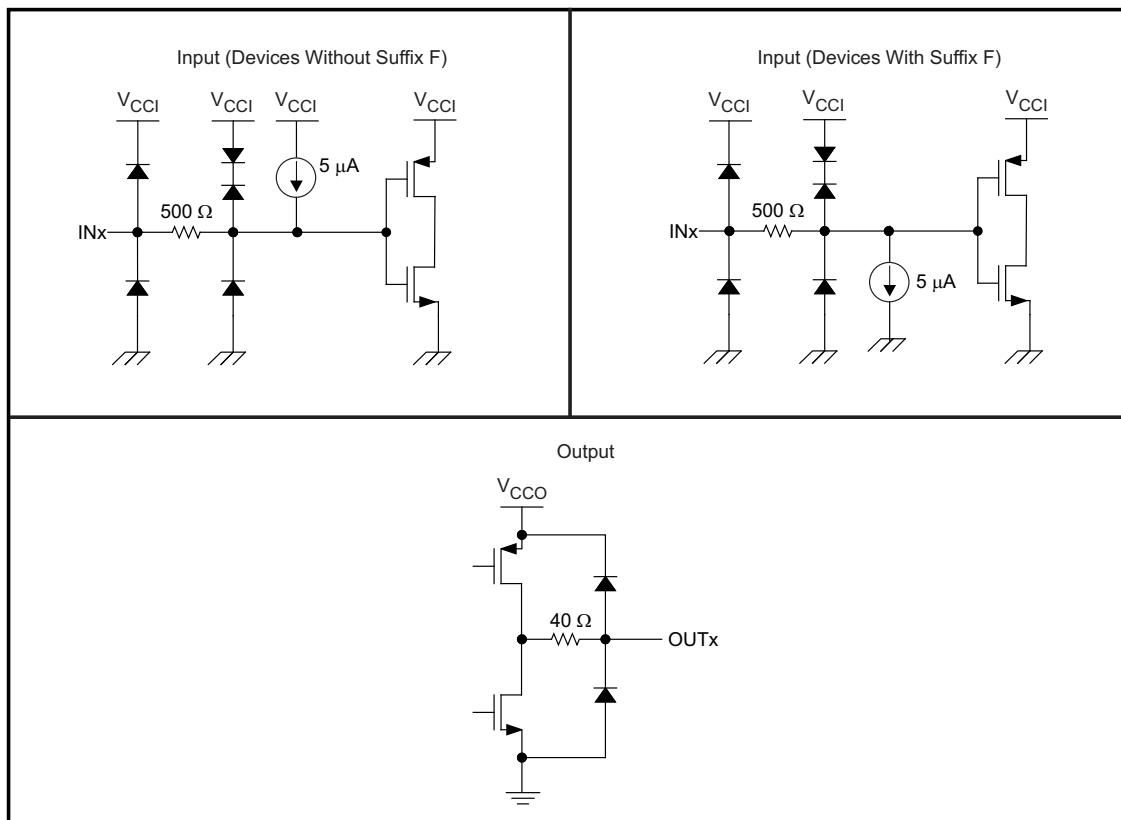 Input (Devices Without Suffix F)
V_CCI V_CCI V_CCI V_CCI
5 μA
500 Ω
INx
Input (Devices With Suffix F)
V_CCI V_CCI V_CCI
500 Ω
INx
5 μA
Output
V_CCO
40 Ω
OUTx